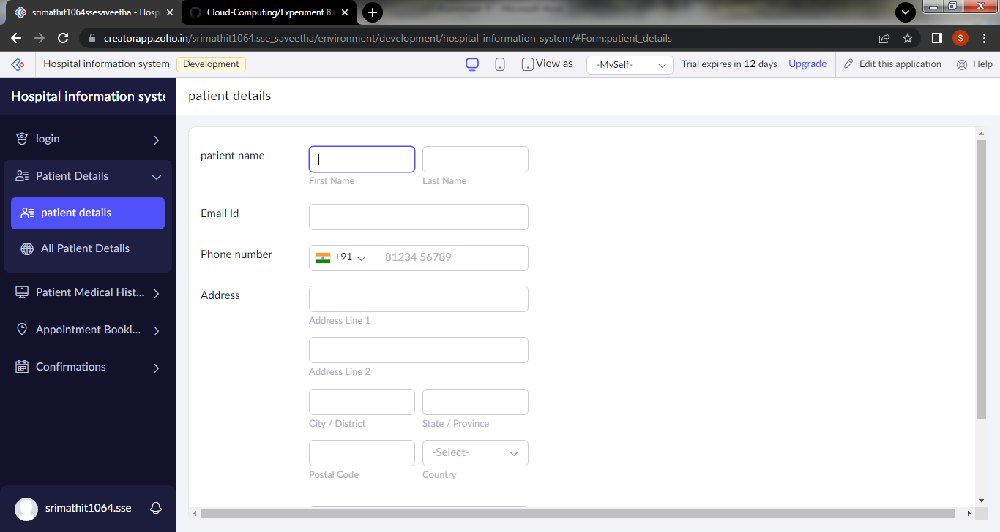 srimathit1064ssesaveetha - Hosp
Cloud-Computing/Experiment 8.
creatorapp.zoho.in/srimathit1064.sse_saveetha/environment/development/hospital-information-system/#Form:patient_details
S
Hospital information system
Development
View as
-MySelf-
Trial expires in 12 days
Upgrade
Edit this application
Help
Hospital information syste
patient details
login
Patient Details
patient details
All Patient Details
Patient Medical Hist...
Appointment Booki...
Confirmations
srimathit1064.sse
patient name
First Name
Last Name
Email Id
Phone number
+91
81234 56789
Address
Address Line 1
Address Line 2
City / District
State / Province
-Select-
Postal Code
Country